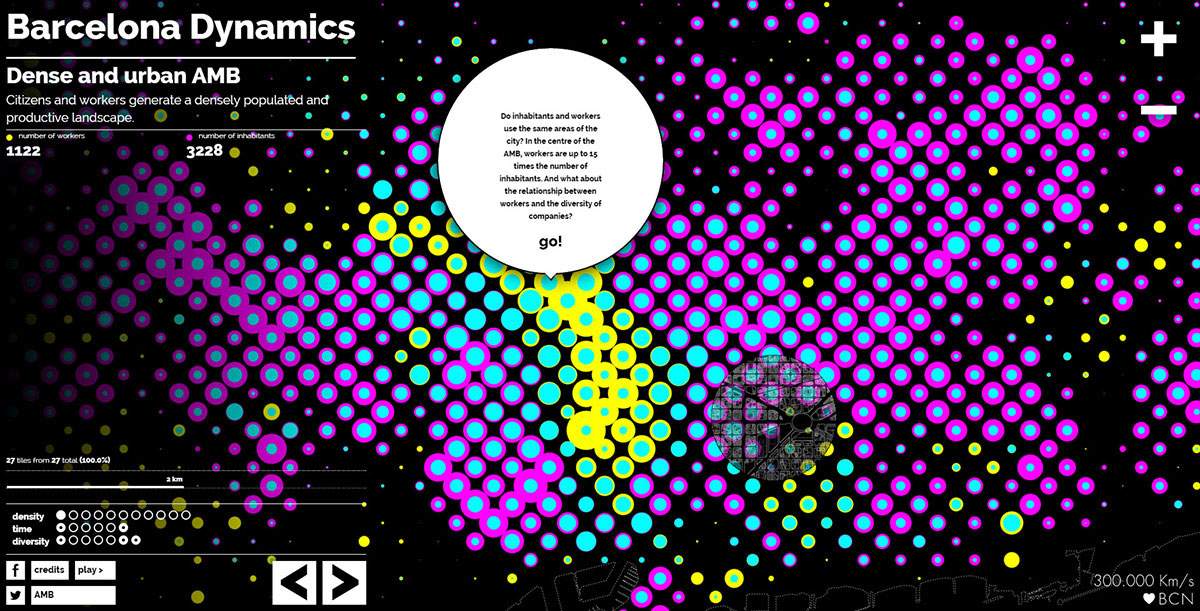 Barcelona Dynamics
Dense and urban AMB
Citizens and workers generate a densely populated and
productive landscape.
number of workers
1122
number of inhabitants
3228
Do inhabitants and workers
use the same areas of the
city? In the centre of the
AMB, workers are up to 15
times the number of
inhabitants. And what about
the relationship between
workers and the diversity of
companies?
go!
27 tiles from 27 total (100.0%)
2 km
density
time
diversity
credits
play >
AMB
300.000 Km/s
BCN